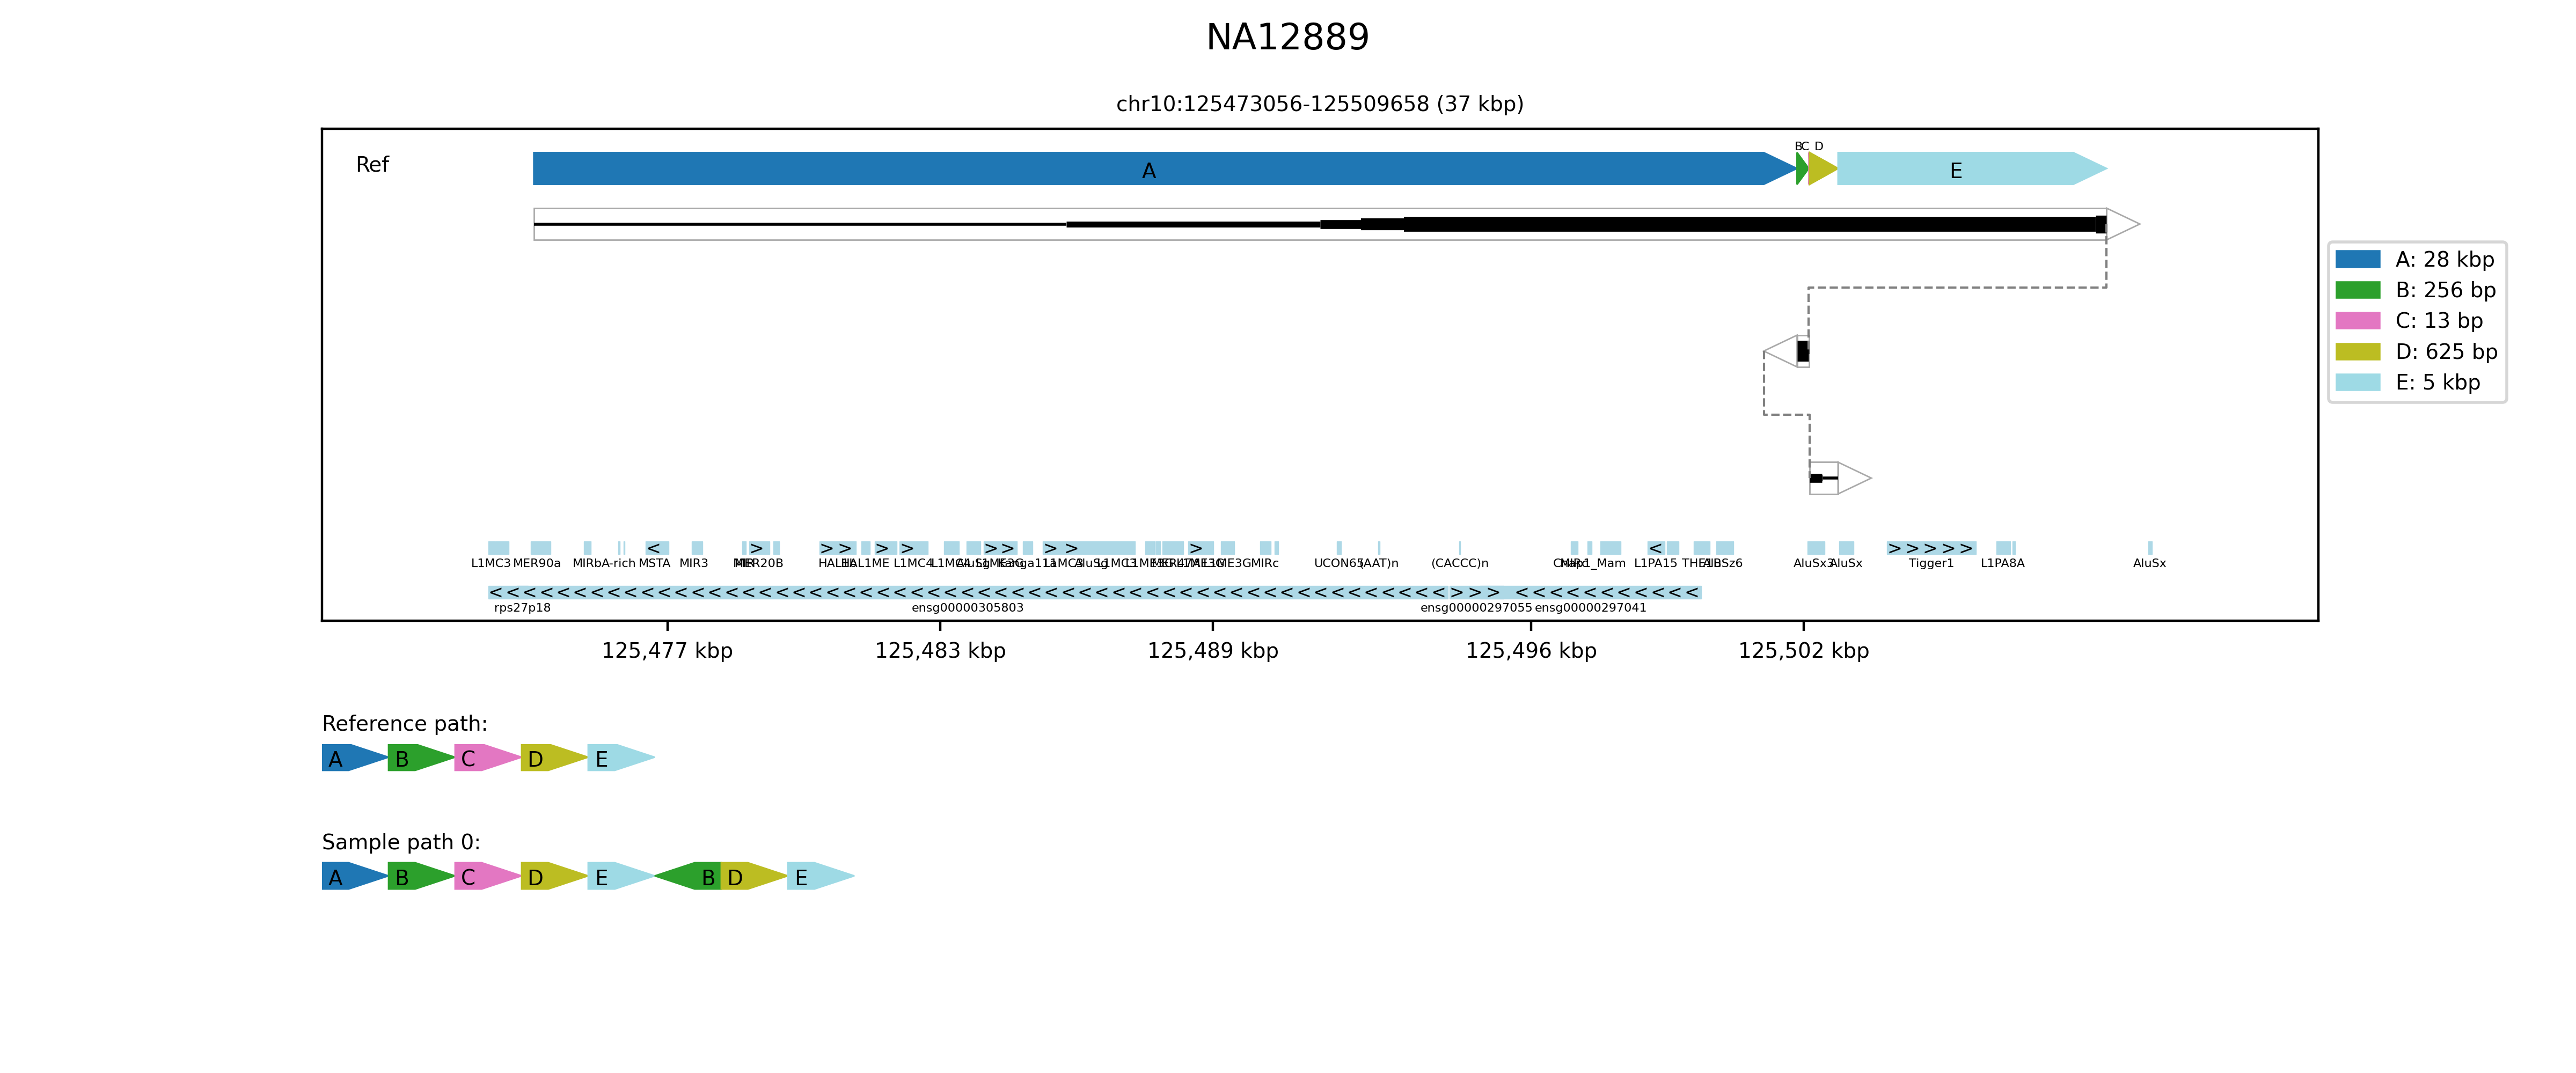 NA12889
chr10:125473056-125509658 (37 kbp)
Ref
A
B C D
E
A: 28 kbp
B: 256 bp
C: 13 bp
D: 625 bp
E: 5 kbp
L1MC3 MER90a MIRb A-rich MSTA MIR3 MER20B HAL1ME L1MC4 MIRc UCON65 (AAT)n (CACCC)n L1PA15 AluSx3 AluSx Tigger1 L1PA8A AluSx
rps27p18 ensg00000305803 ensg00000297055 ensg00000297041
125,477 kbp 125,483 kbp 125,489 kbp 125,496 kbp 125,502 kbp
Reference path:
A B C D E
Sample path 0:
A B C D E B D E